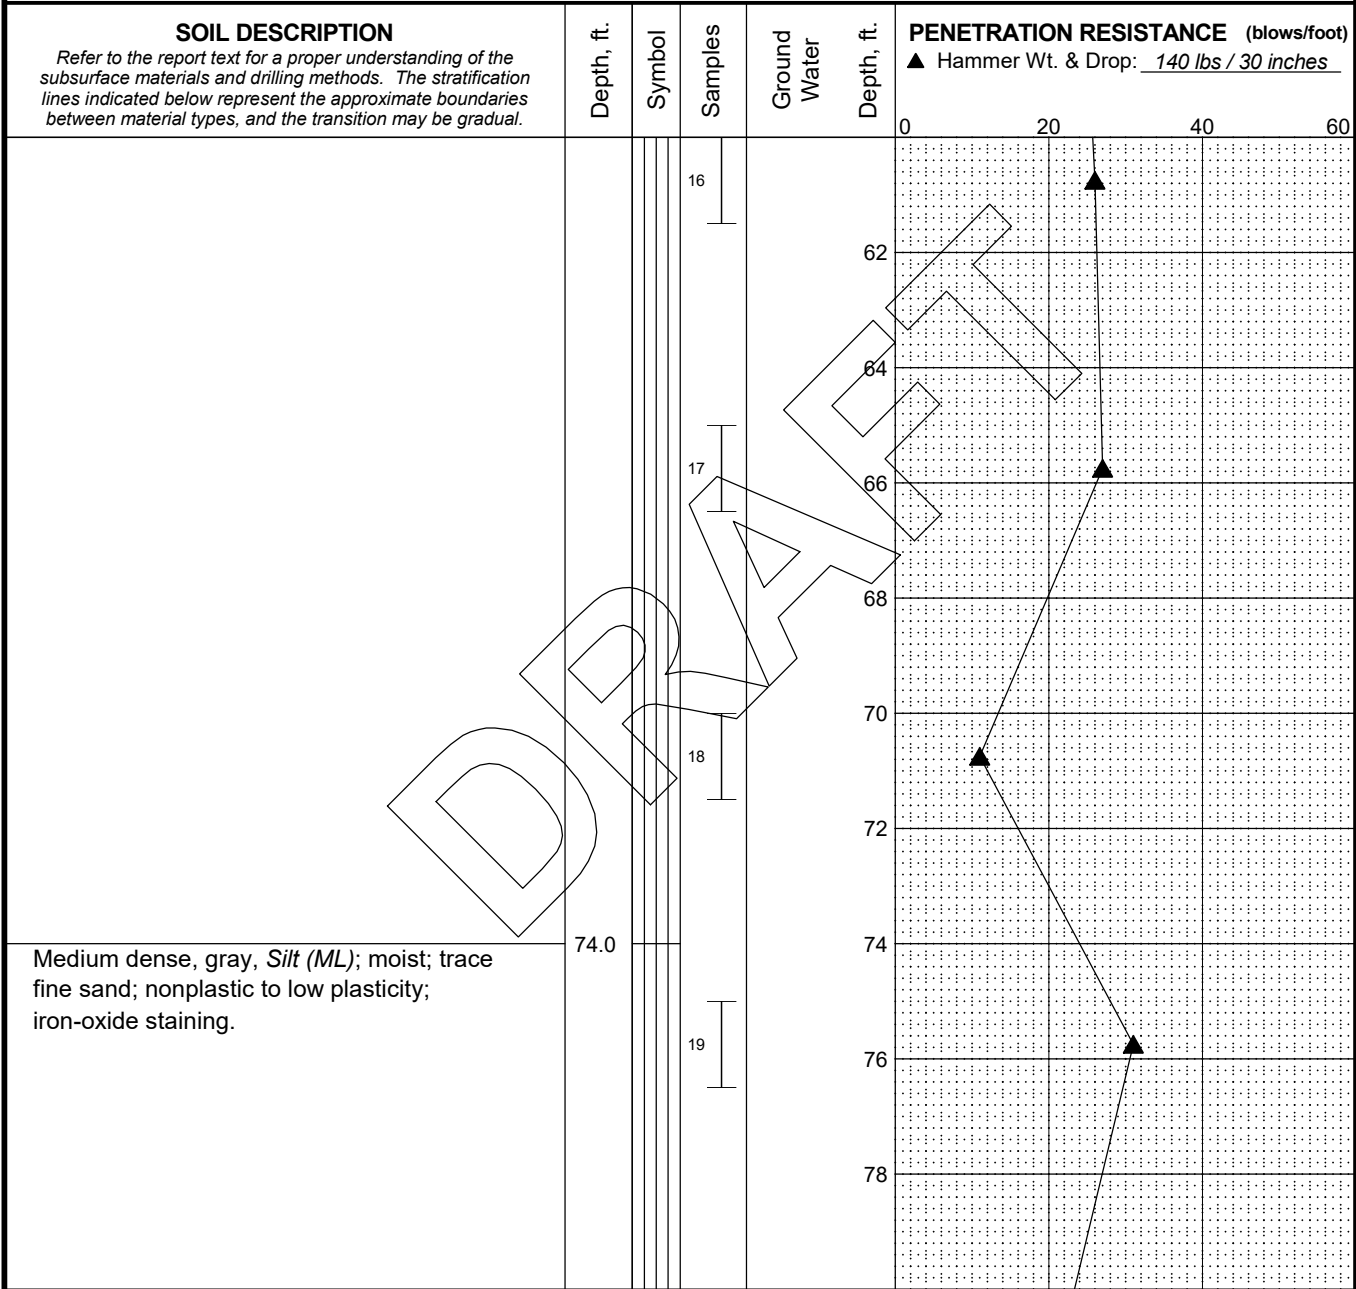 SOIL DESCRIPTION
Refer to the report text for a proper understanding of the
subsurface materials and drilling methods. The stratification
lines indicated below represent the approximate boundaries
between material types, and the transition may be gradual.
Depth, ft.
Symbol
Samples
Ground
Water
Depth, ft.
PENETRATION RESISTANCE (blows/foot)
▲ Hammer Wt. & Drop: 140 lbs / 30 inches
0 20 40 60
16
62
64
17
66
68
70
18
72
74.0
74
Medium dense, gray, Silt (ML); moist; trace
fine sand; nonplastic to low plasticity;
iron-oxide staining.
19
76
78
DRAFT